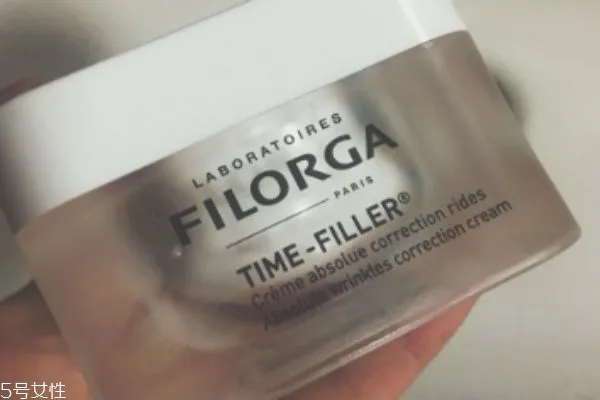 LABORATOIRES
FILORGA
PARIS
TIME-FILLER®
Crème absolue correction rides
Absolute wrinkles correction cream
5号女性